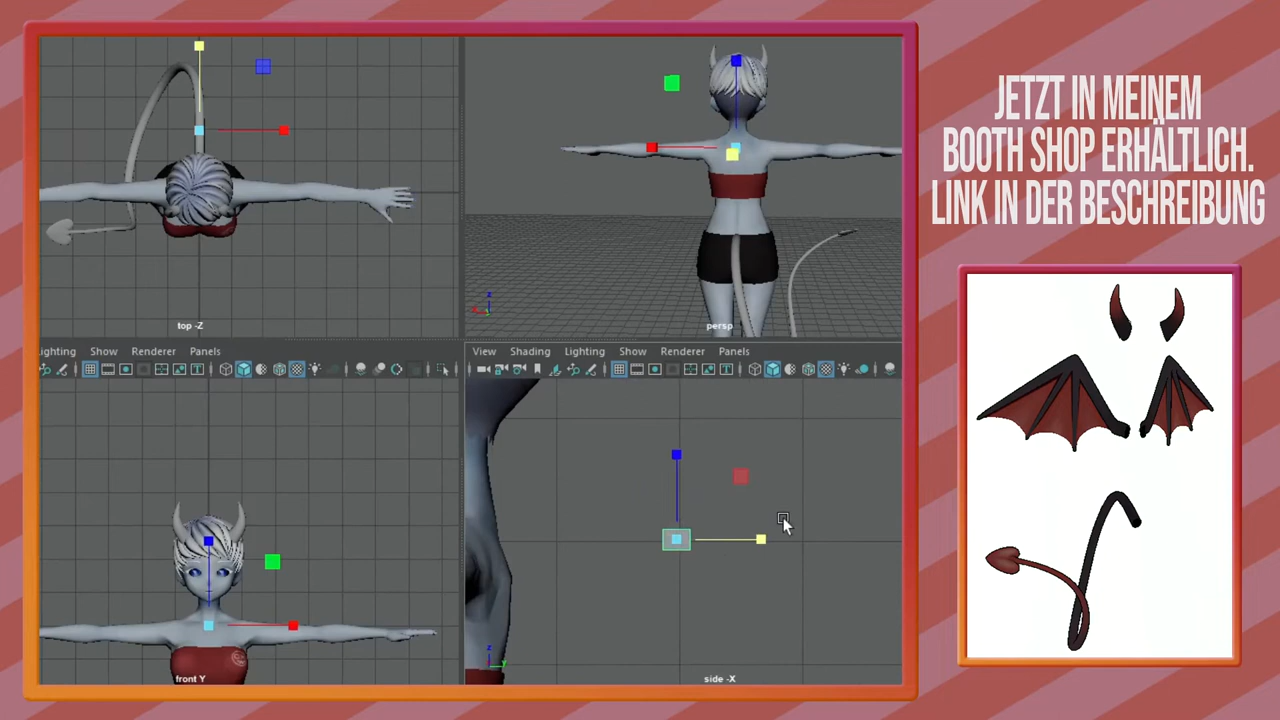 JETZT IN MEINEM
BOOTH SHOP ERHÄLTLICH.
LINK IN DER BESCHREIBUNG
top -Z
persp
ighting Show Renderer Panels
View Shading Lighting Show Renderer Panels
front Y
side -X